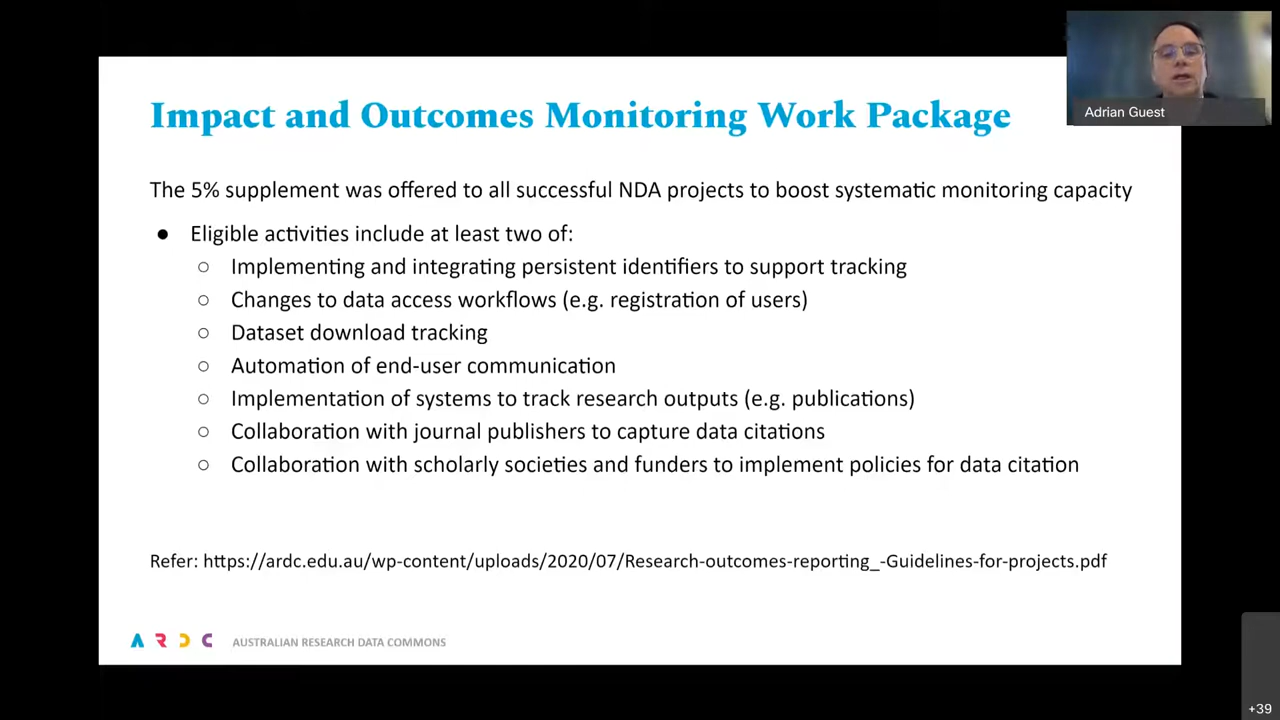 Impact and Outcomes Monitoring Work Package
Adrian Guest
The 5% supplement was offered to all successful NDA projects to boost systematic monitoring capacity
● Eligible activities include at least two of:
○ Implementing and integrating persistent identifiers to support tracking
○ Changes to data access workflows (e.g. registration of users)
○ Dataset download tracking
○ Automation of end-user communication
○ Implementation of systems to track research outputs (e.g. publications)
○ Collaboration with journal publishers to capture data citations
○ Collaboration with scholarly societies and funders to implement policies for data citation
Refer: https://ardc.edu.au/wp-content/uploads/2020/07/Research-outcomes-reporting_-Guidelines-for-projects.pdf
ARDC AUSTRALIAN RESEARCH DATA COMMONS
+39